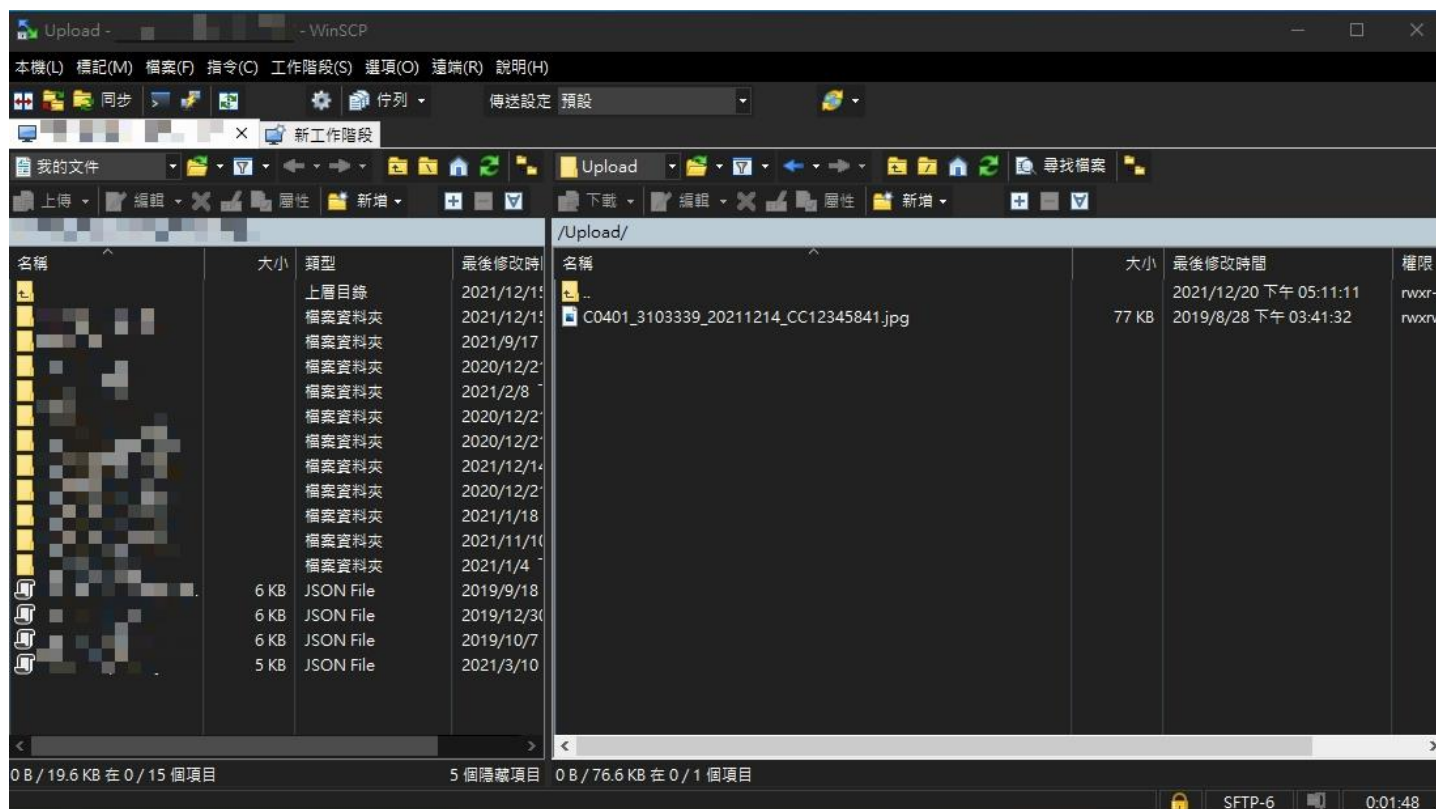 Upload - - WinSCP
本機(L) 標記(M) 檔案(F) 指令(C) 工作階段(S) 選項(O) 遠端(R) 說明(H)
同步 佇列 傳送設定 預設
新工作階段
我的文件 Upload 尋找檔案
上傳 編輯 屬性 新增 下載 編輯 屬性 新增
/Upload/
名稱 大小 類型 最後修改時 名稱 大小 最後修改時間 權限
上層目錄 2021/12/15 .. 2021/12/20 下午 05:11:11 rwxr-
檔案資料夾 2021/12/15 C0401_3103339_20211214_CC12345841.jpg 77 KB 2019/8/28 下午 03:41:32 rwxrw
檔案資料夾 2021/9/17
檔案資料夾 2020/12/2
檔案資料夾 2021/2/8
檔案資料夾 2020/12/2
檔案資料夾 2020/12/2
檔案資料夾 2021/12/14
檔案資料夾 2020/12/2
檔案資料夾 2021/1/18
檔案資料夾 2021/11/10
檔案資料夾 2021/1/4
6 KB JSON File 2019/9/18
6 KB JSON File 2019/12/30
6 KB JSON File 2019/10/7
5 KB JSON File 2021/3/10
0 B / 19.6 KB 在 0 / 15 個項目 5 個隱藏項目 0 B / 76.6 KB 在 0 / 1 個項目
SFTP-6 0:01:48